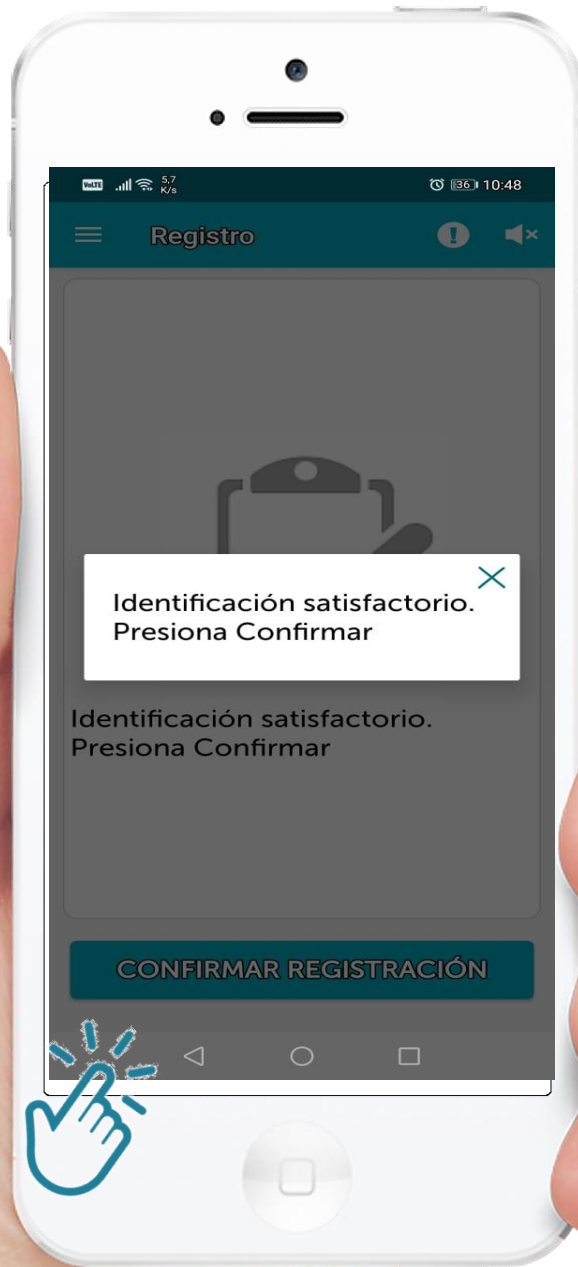 VoLTE 5,7 K/s 36 10:48
Registro
Identificación satisfactorio.
Presiona Confirmar
Identificación satisfactorio.
Presiona Confirmar
CONFIRMAR REGISTRACIÓN